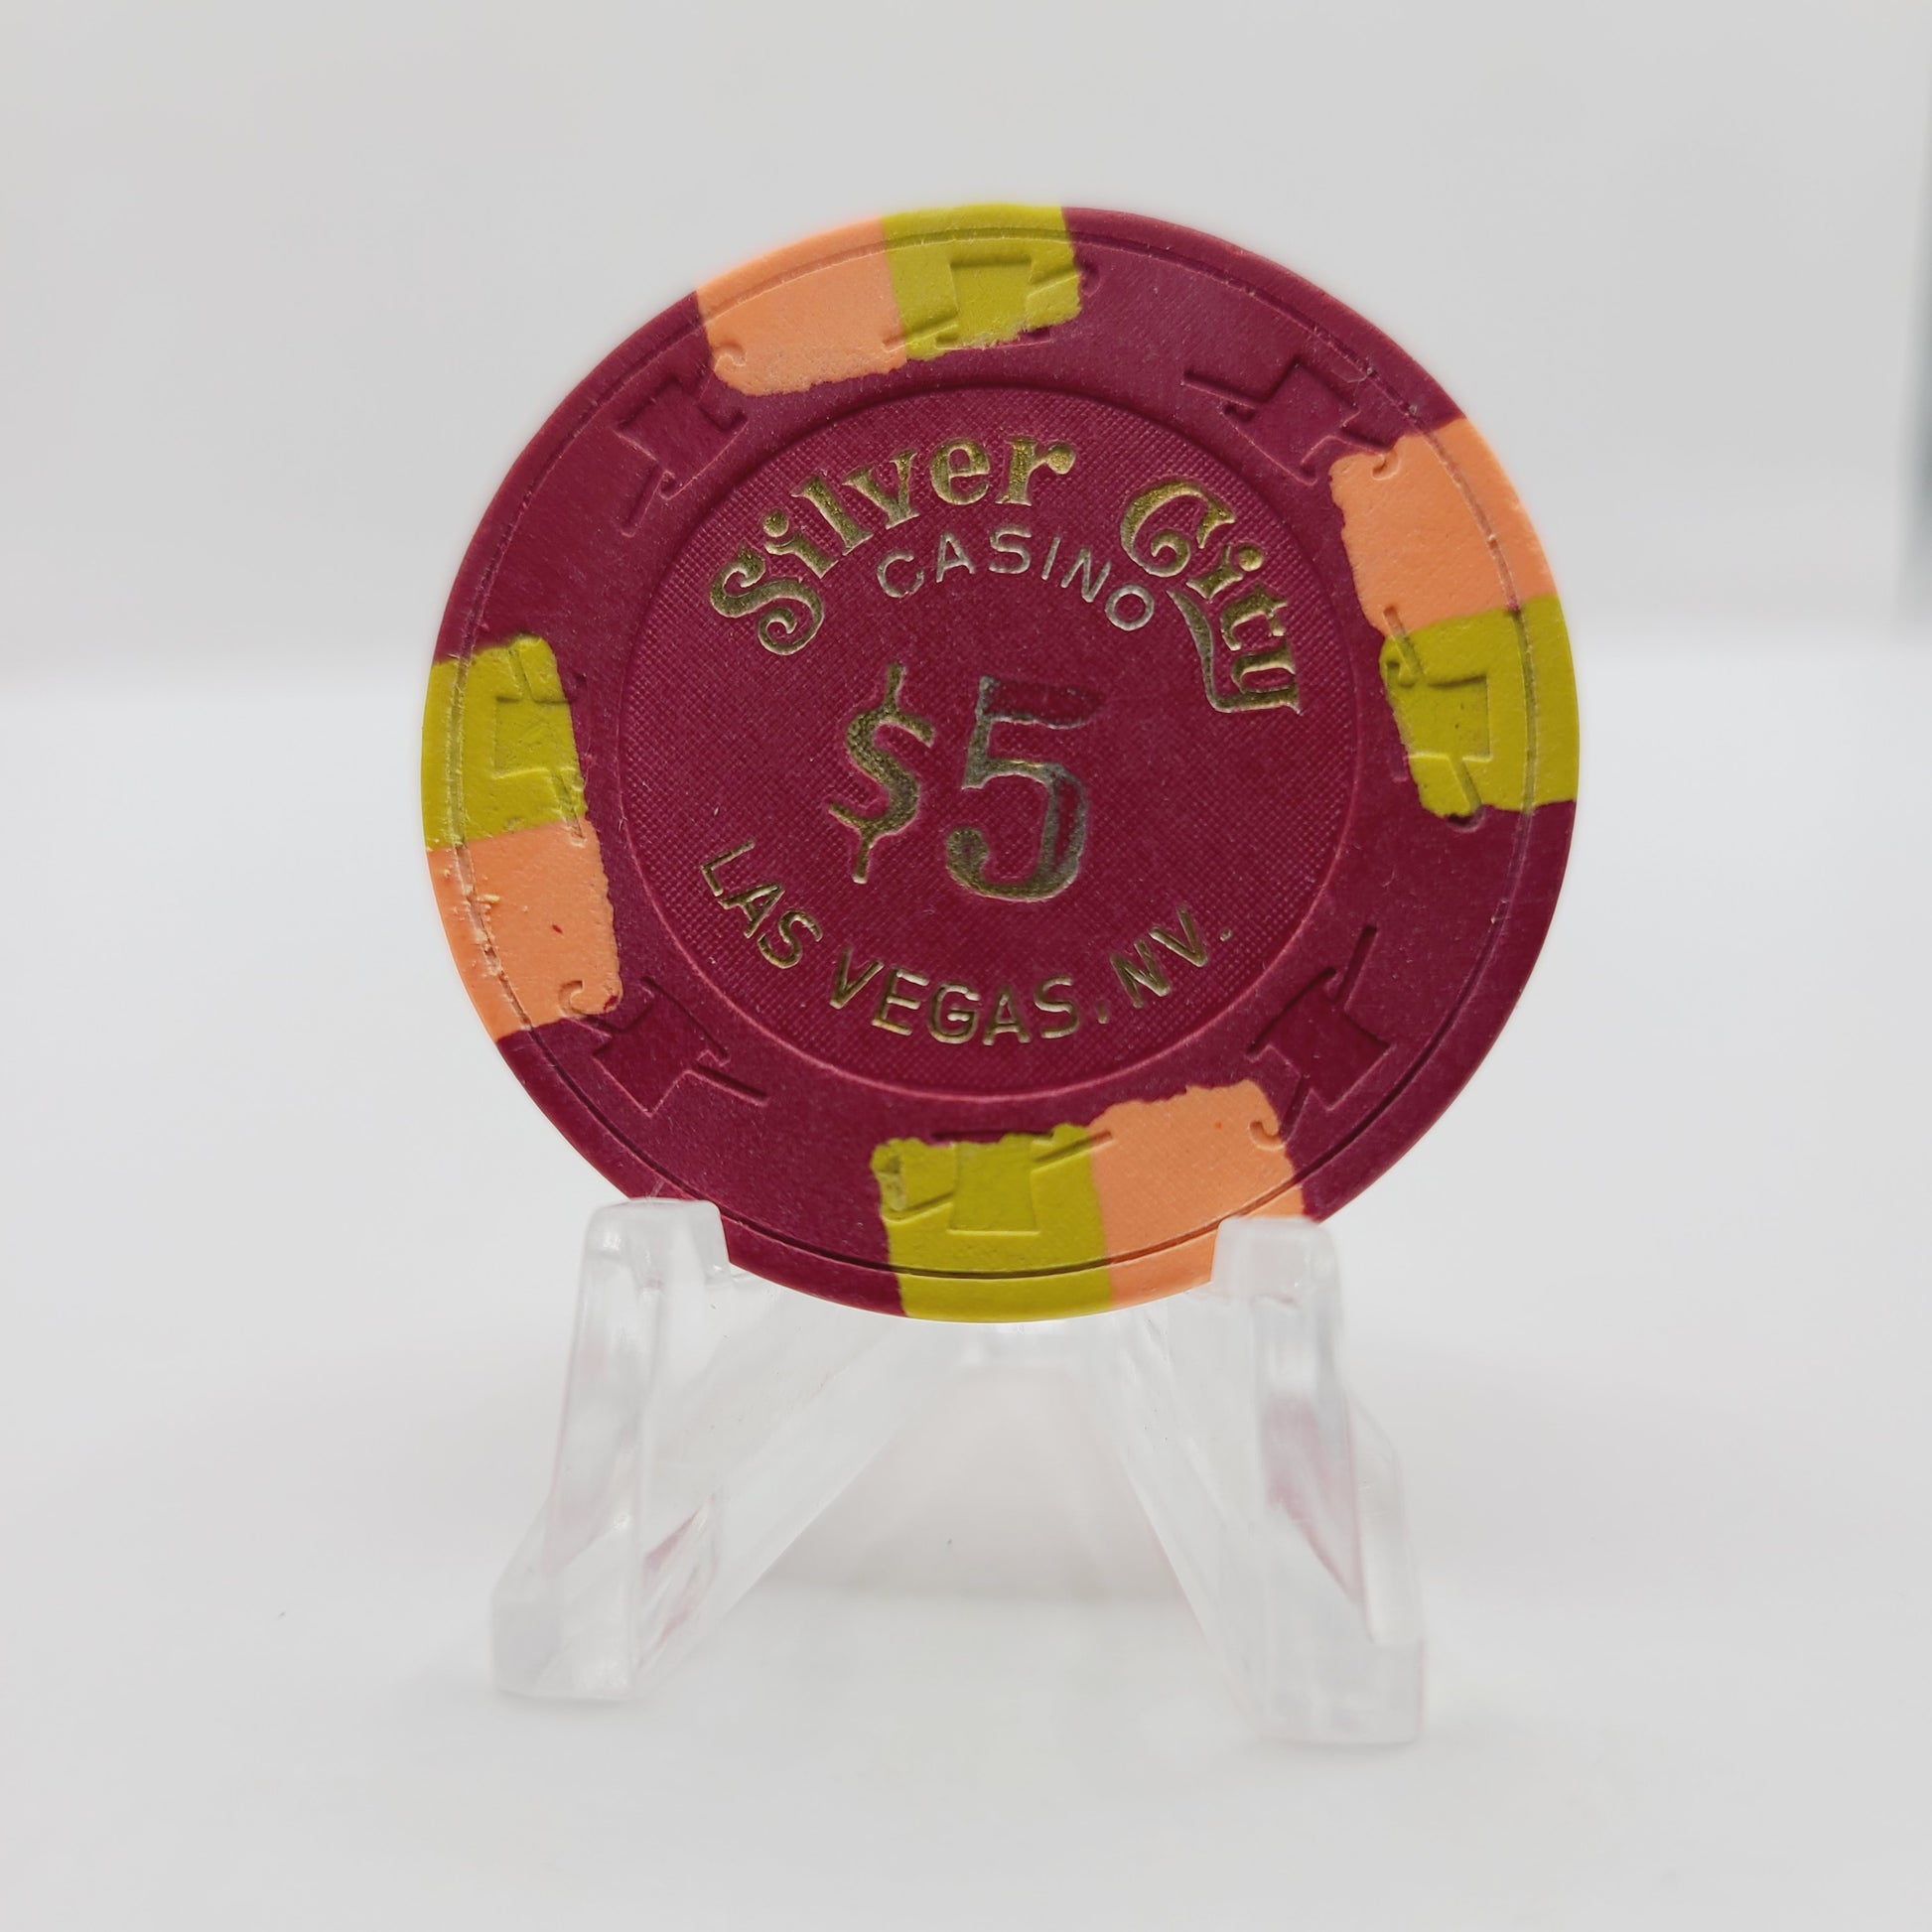 Silver City
CASINO
$5
LAS VEGAS, NV.